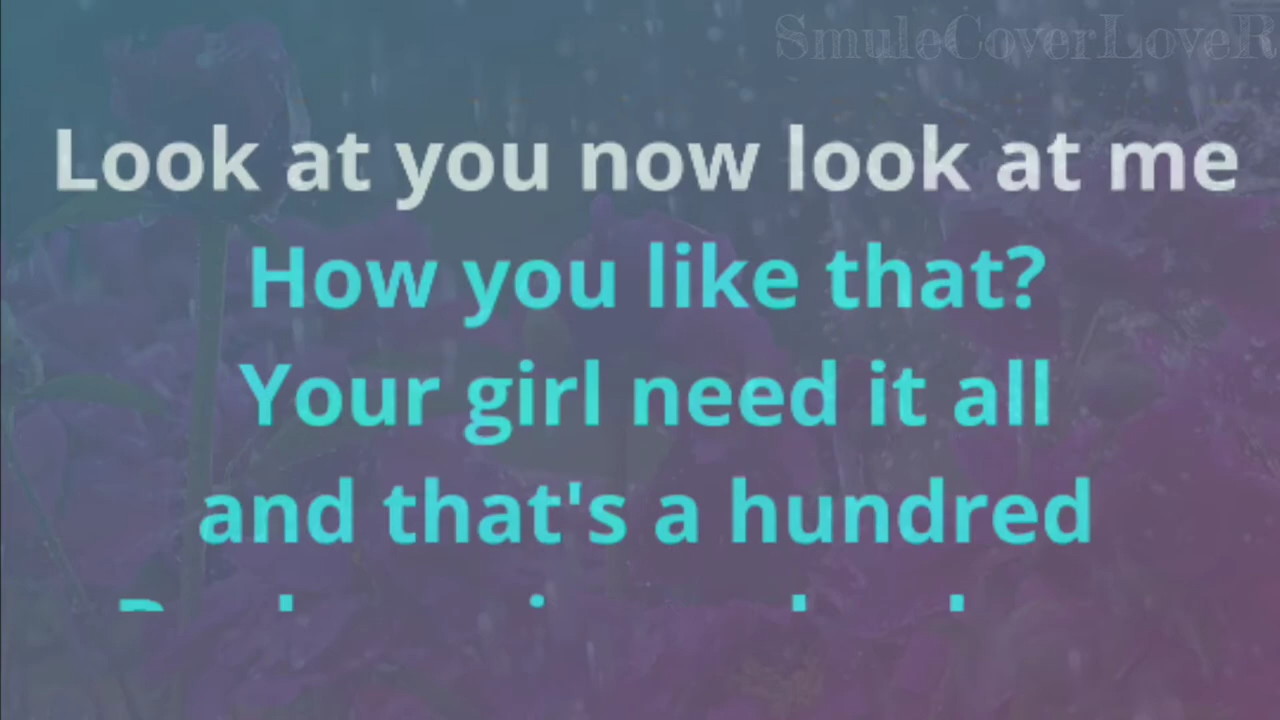 SmuleCoverLoveR
Look at you now look at me
How you like that?
Your girl need it all
and that's a hundred